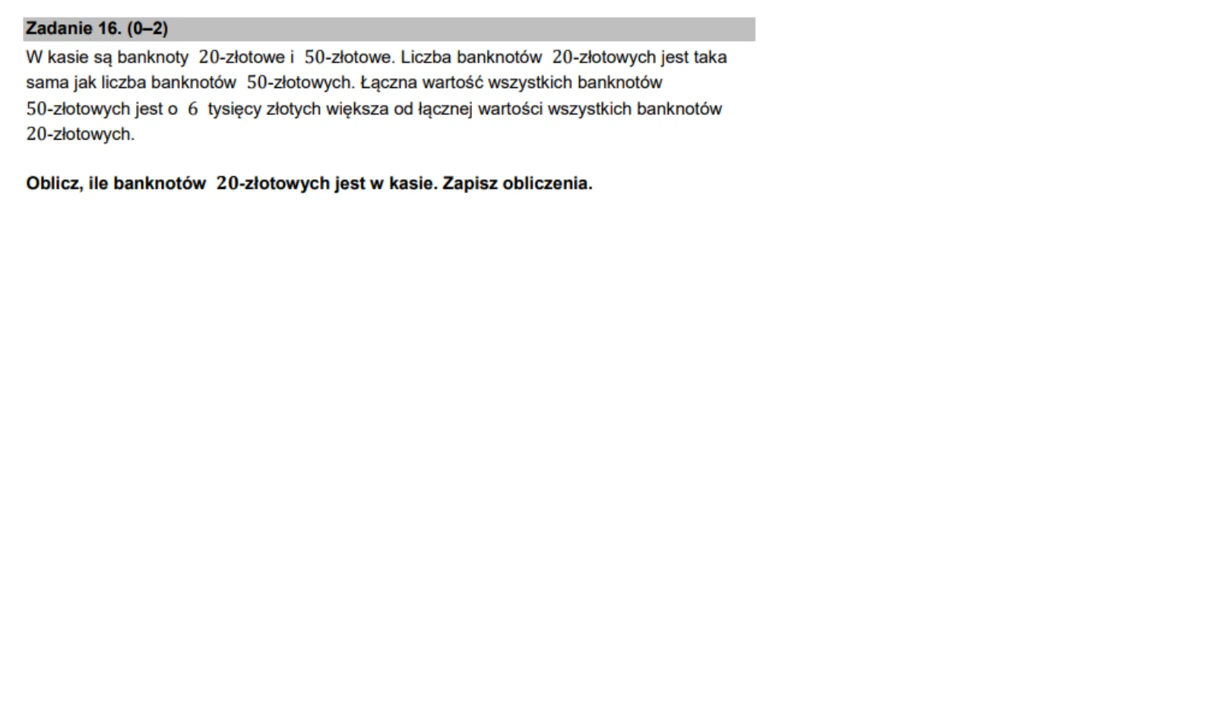 Zadanie 16. (0–2)
W kasie są banknoty 20-złotowe i 50-złotowe. Liczba banknotów 20-złotowych jest taka
sama jak liczba banknotów 50-złotowych. Łączna wartość wszystkich banknotów
50-złotowych jest o 6 tysięcy złotych większa od łącznej wartości wszystkich banknotów
20-złotowych.
Oblicz, ile banknotów 20-złotowych jest w kasie. Zapisz obliczenia.